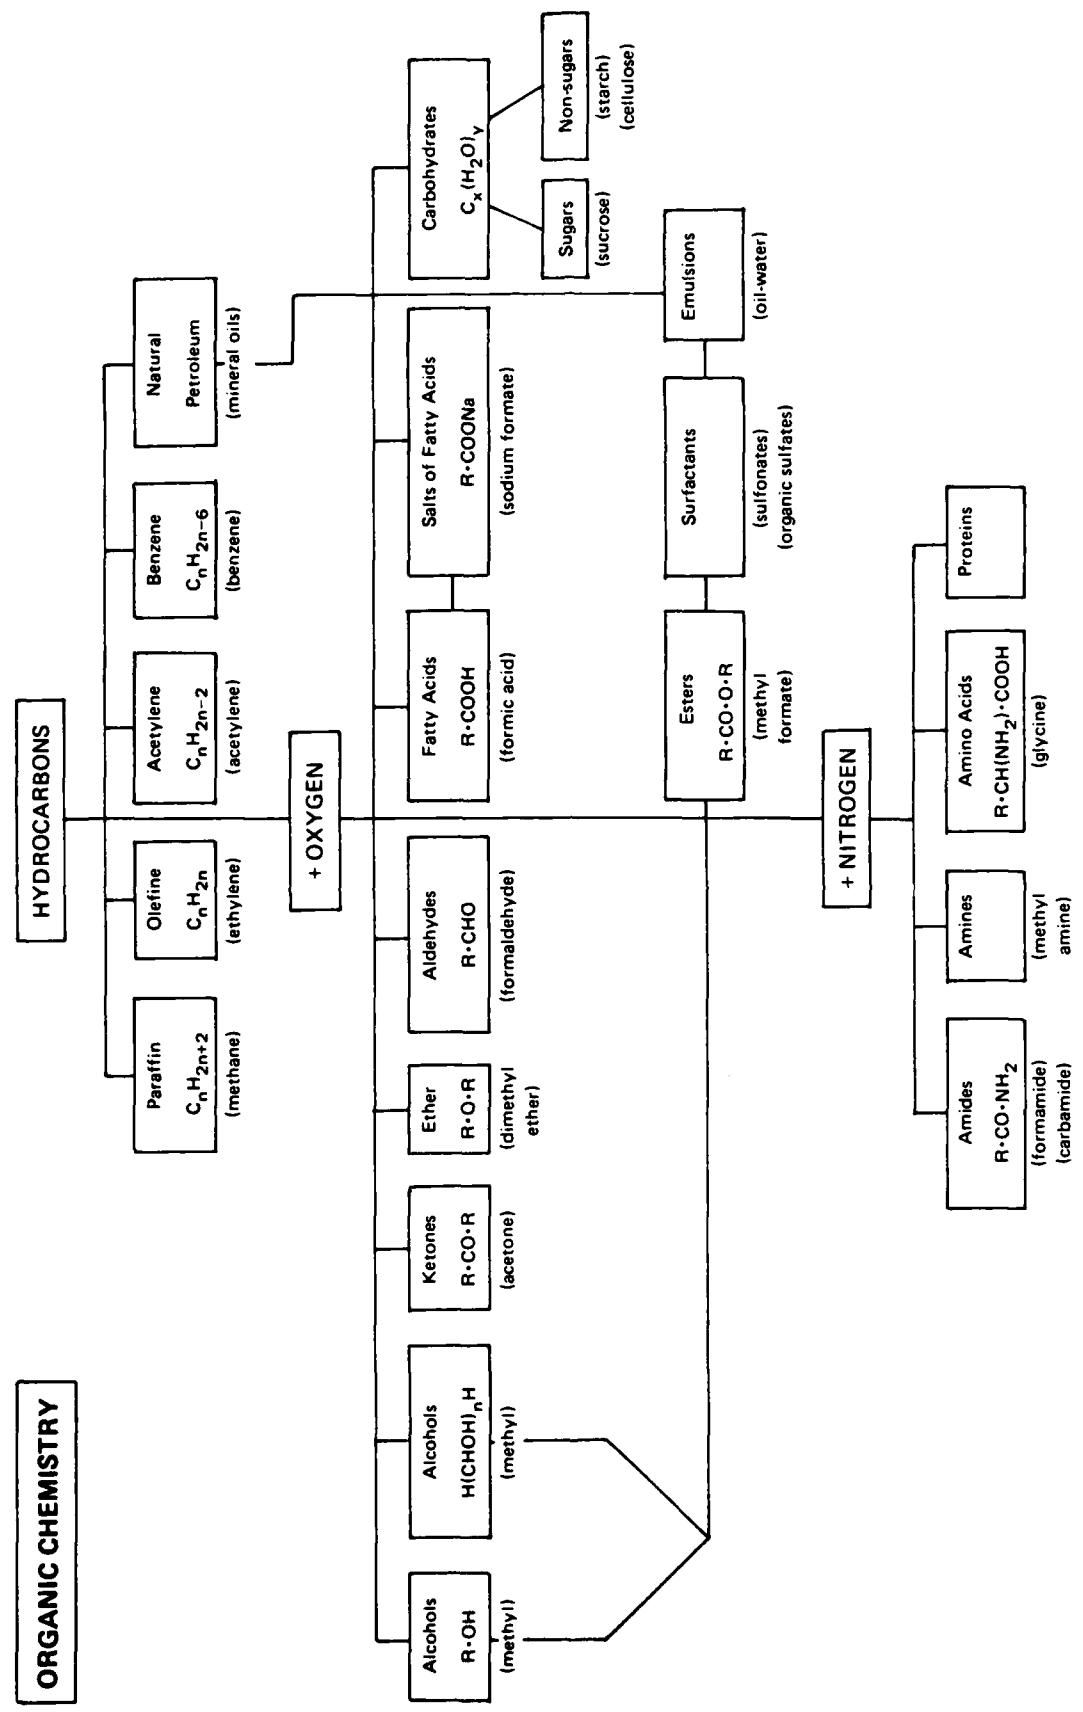 ORGANIC CHEMISTRY
HYDROCARBONS
Paraffin
CnH2n+2
(methane)
Olefine
CnH2n
(ethylene)
Acetylene
CnH2n−2
(acetylene)
Benzene
CnH2n−6
(benzene)
Natural
Petroleum
(mineral oils)
+ OXYGEN
Alcohols
R•OH
(methyl)
Alcohols
H(CHOH)nH
(methyl)
Ketones
R•CO•R
(acetone)
Ether
R•O•R
(dimethyl
ether)
Aldehydes
R•CHO
(formaldehyde)
Fatty Acids
R•COOH
(formic acid)
Salts of Fatty Acids
R•COONa
(sodium formate)
Carbohydrates
Cx(H2O)y
Sugars
(sucrose)
Non-sugars
(starch)
(cellulose)
Esters
R•CO•O•R
(methyl
formate)
Surfactants
(sulfonates)
(organic sulfates)
Emulsions
(oil-water)
+ NITROGEN
Amides
R•CO•NH2
(formamide)
(carbamide)
Amines
(methyl
amine)
Amino Acids
R•CH(NH2)•COOH
(glycine)
Proteins